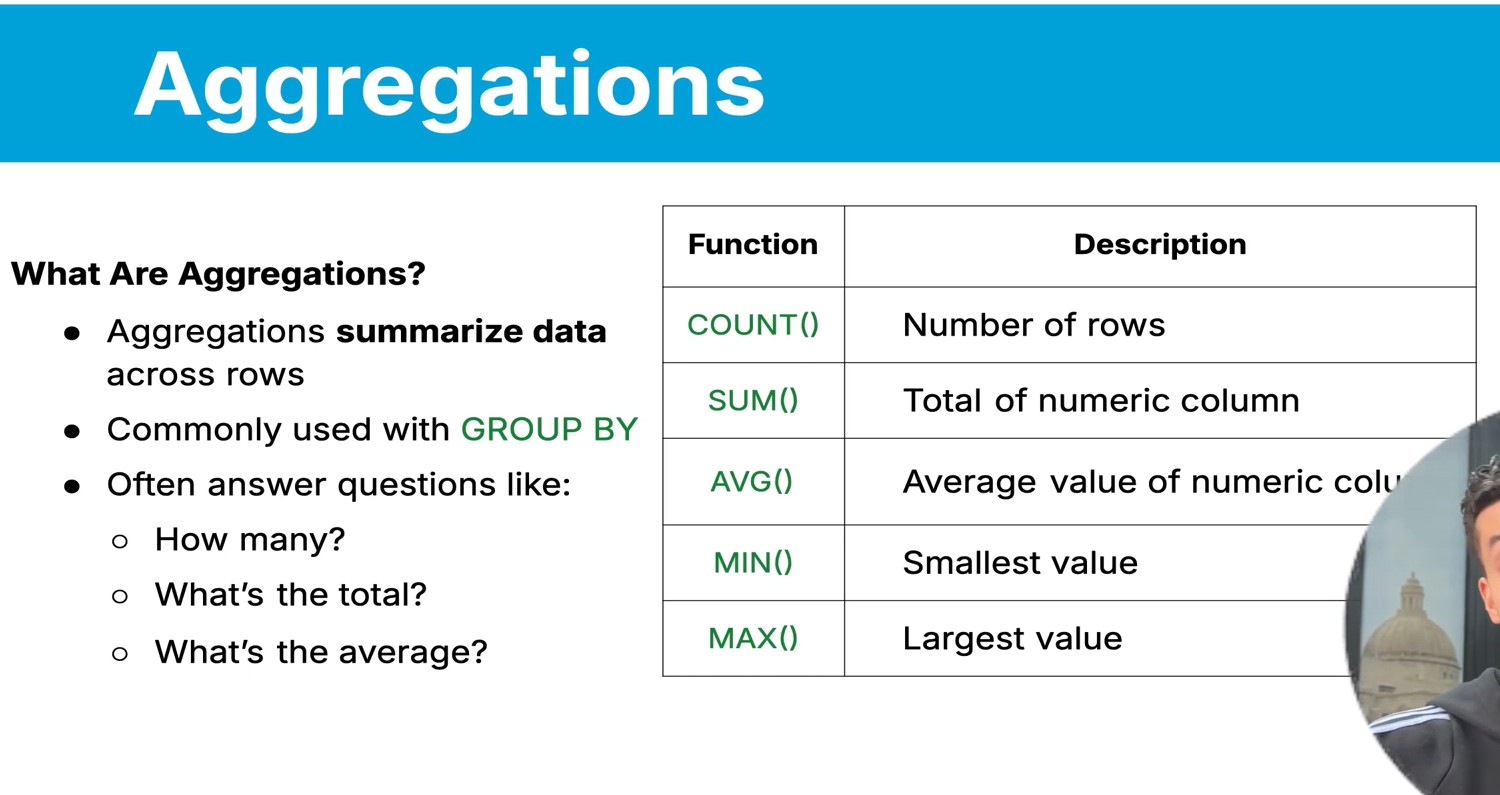 Aggregations
What Are Aggregations?
● Aggregations summarize data
across rows
● Commonly used with GROUP BY
● Often answer questions like:
○ How many?
○ What’s the total?
○ What’s the average?
Function Description
COUNT() Number of rows
SUM() Total of numeric column
AVG() Average value of numeric
MIN() Smallest value
MAX() Largest value